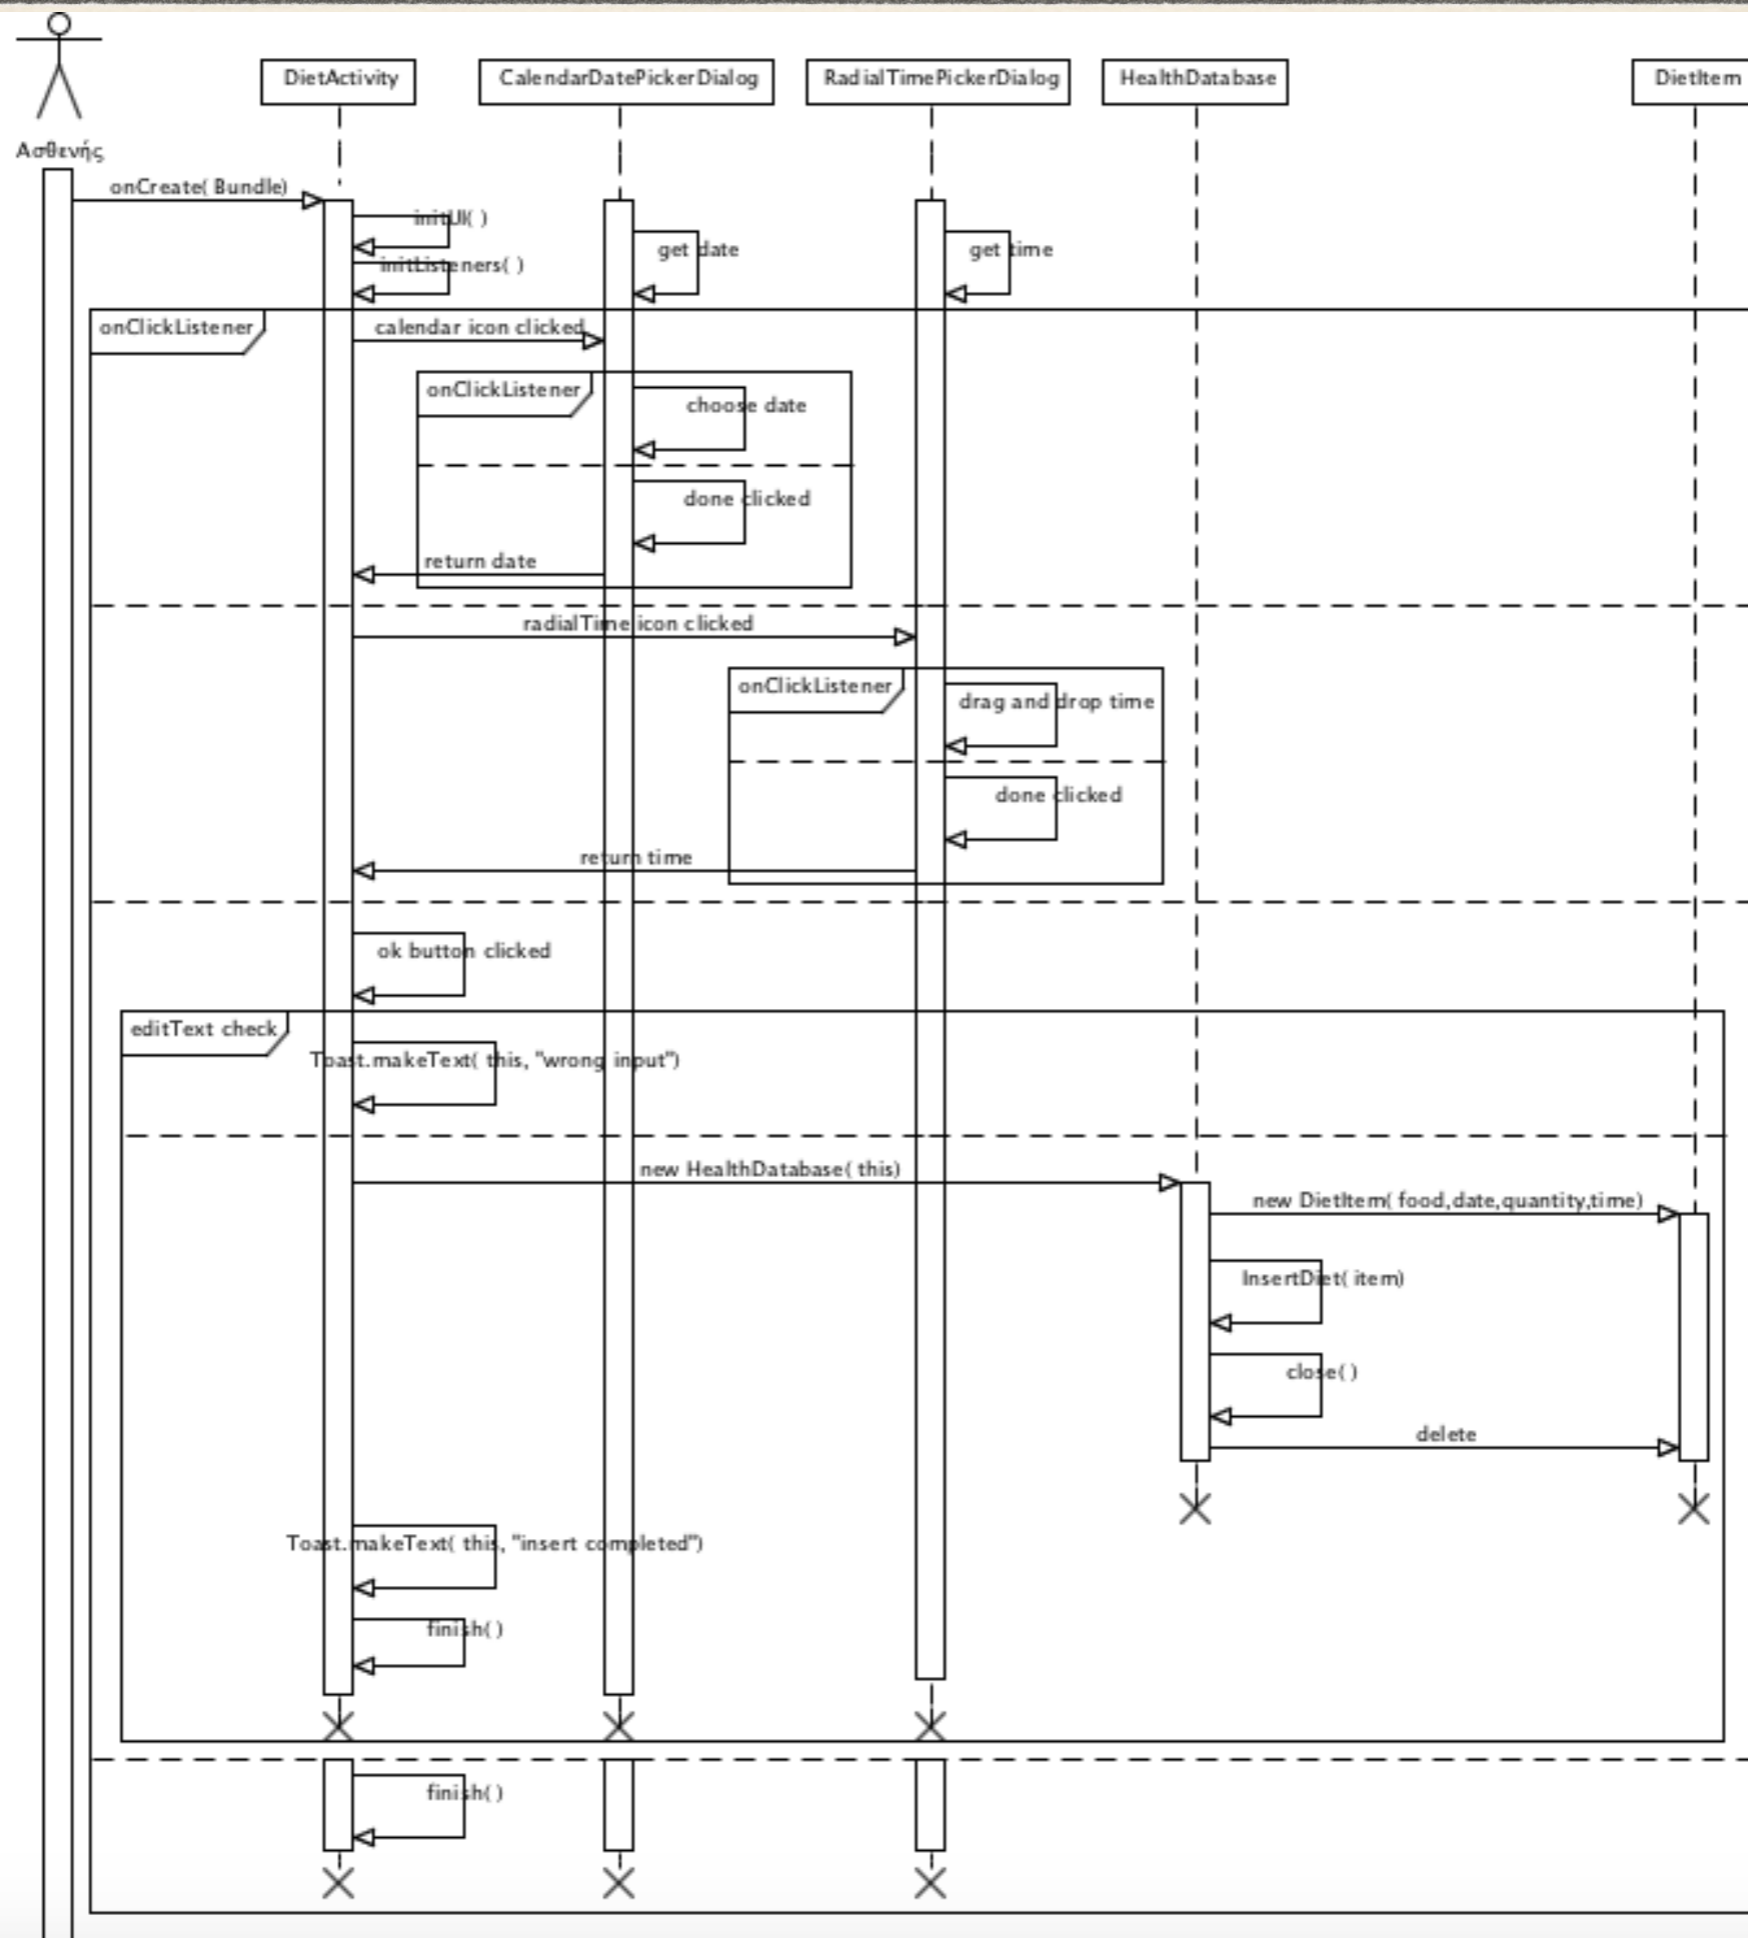 DietActivity
CalendarDatePickerDialog
RadialTimePickerDialog
HealthDatabase
DietItem
Ασθενής
onCreate( Bundle)
initUI( )
get date
get time
initListeners( )
onClickListener
calendar icon clicked
onClickListener
choose date
done clicked
return date
radialTime icon clicked
onClickListener
drag and drop time
done clicked
return time
ok button clicked
editText check
Toast.makeText( this, "wrong input")
new HealthDatabase( this)
new DietItem( food,date,quantity,time)
InsertDiet( item)
close( )
delete
Toast.makeText( this, "insert completed")
finish( )
finish( )